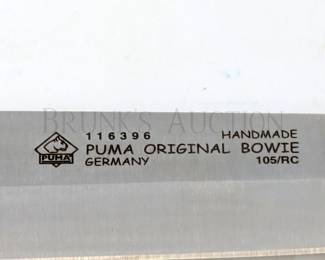 BRUNK'S AUCTION
116396 HANDMADE
PUMA PUMA ORIGINAL BOWIE
GERMANY 105/RC